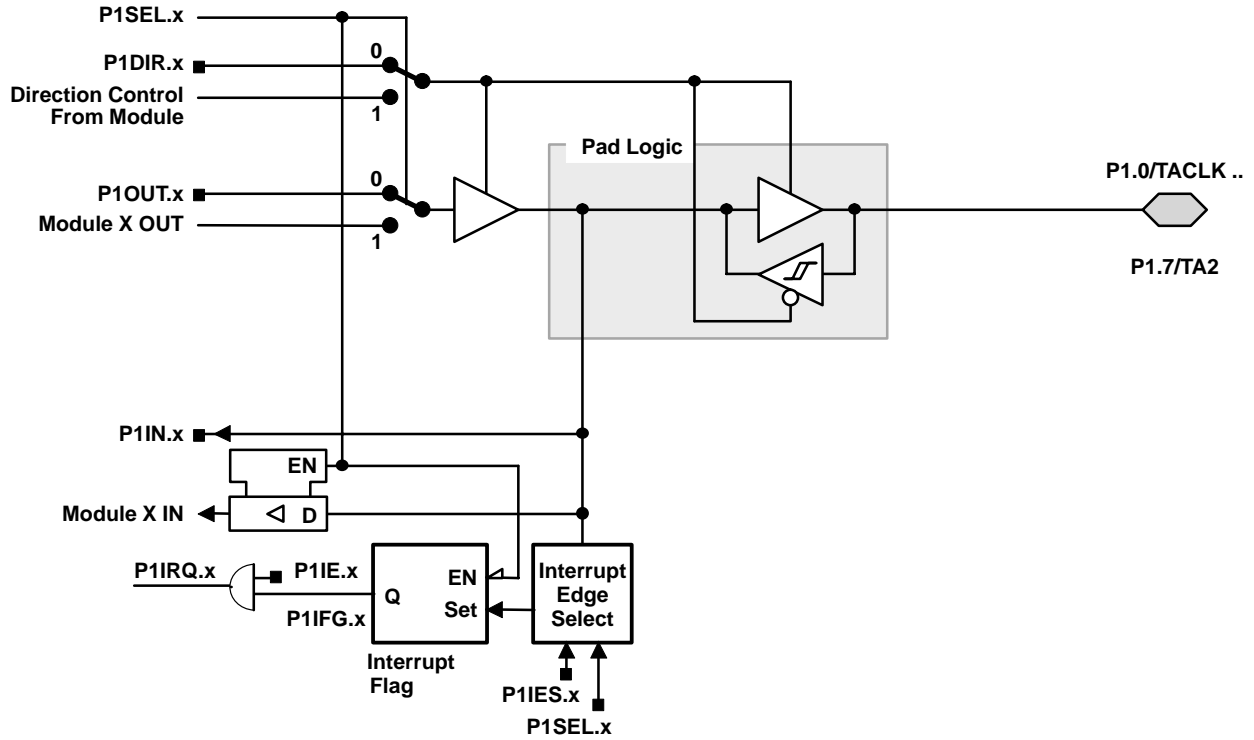 P1SEL.x
P1DIR.x
0
Direction Control
From Module
1
Pad Logic
P1OUT.x
0
Module X OUT
1
P1.0/TACLK ..
P1.7/TA2
P1IN.x
EN
Module X IN
D
P1IRQ.x
P1IE.x
P1IFG.x
Q
EN
Set
Interrupt
Edge
Select
Interrupt
Flag
P1IES.x
P1SEL.x